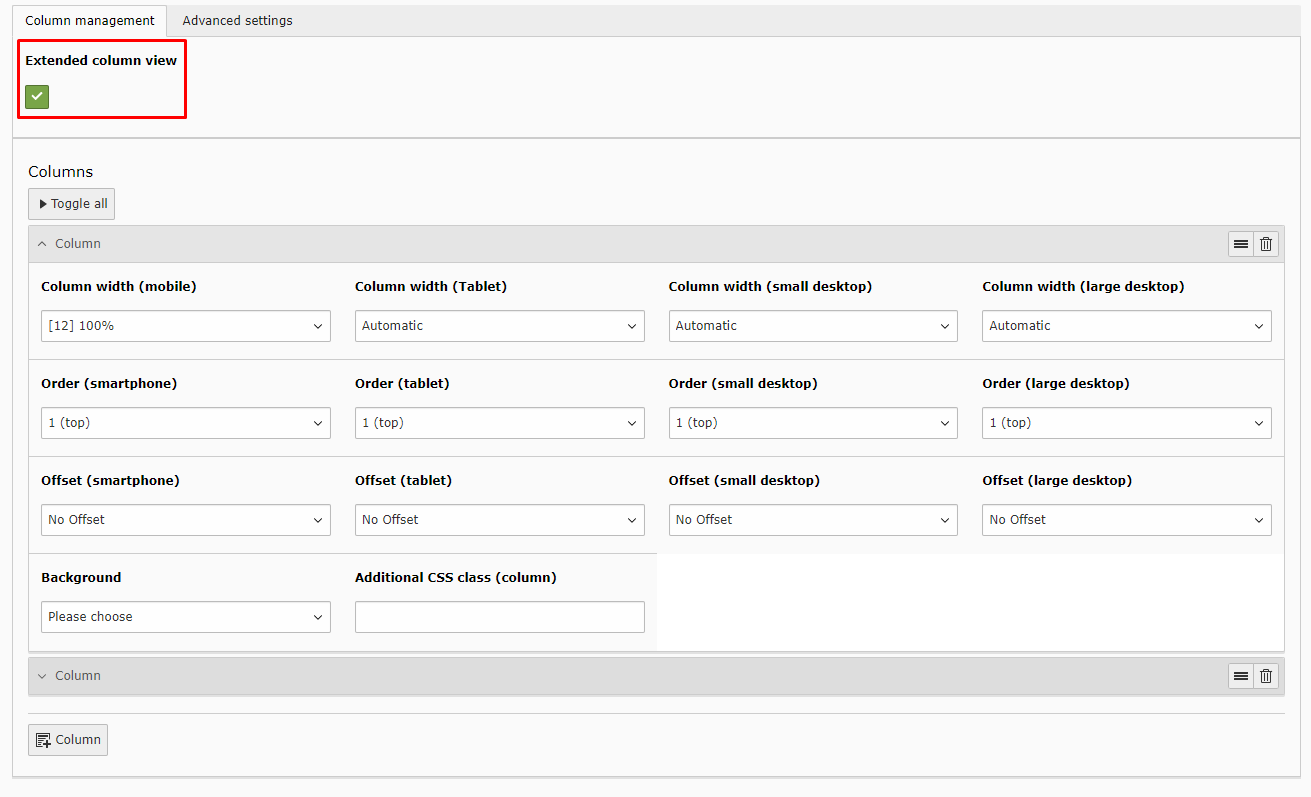 Column management Advanced settings
Extended column view
Columns
Toggle all
Column
Column width (mobile) Column width (Tablet) Column width (small desktop) Column width (large desktop)
[12] 100% Automatic Automatic Automatic
Order (smartphone) Order (tablet) Order (small desktop) Order (large desktop)
1 (top) 1 (top) 1 (top) 1 (top)
Offset (smartphone) Offset (tablet) Offset (small desktop) Offset (large desktop)
No Offset No Offset No Offset No Offset
Background Additional CSS class (column)
Please choose
Column
Column